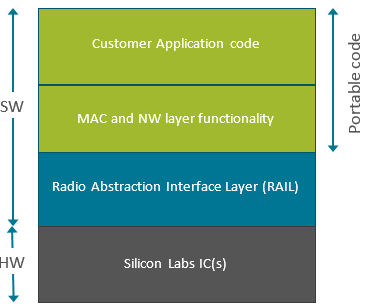 Customer Application code
MAC and NW layer functionality
Radio Abstraction Interface Layer (RAIL)
Silicon Labs IC(s)
SW
HW
Portable code